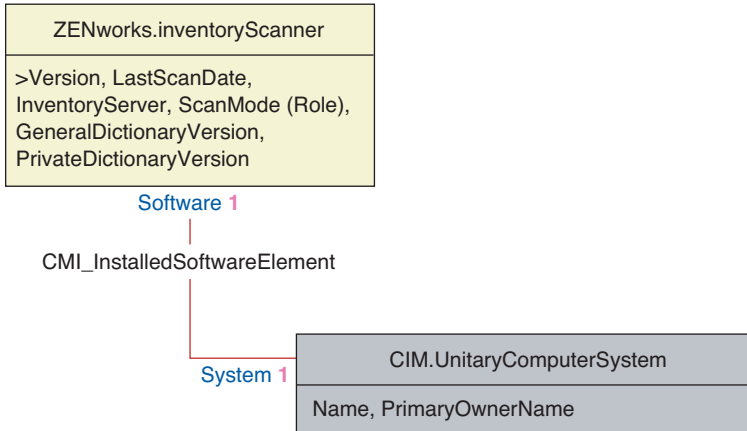 ZENworks.inventoryScanner
>Version, LastScanDate,
InventoryServer, ScanMode (Role),
GeneralDictionaryVersion,
PrivateDictionaryVersion
Software 1
CMI_InstalledSoftwareElement
System 1
CIM.UnitaryComputerSystem
Name, PrimaryOwnerName